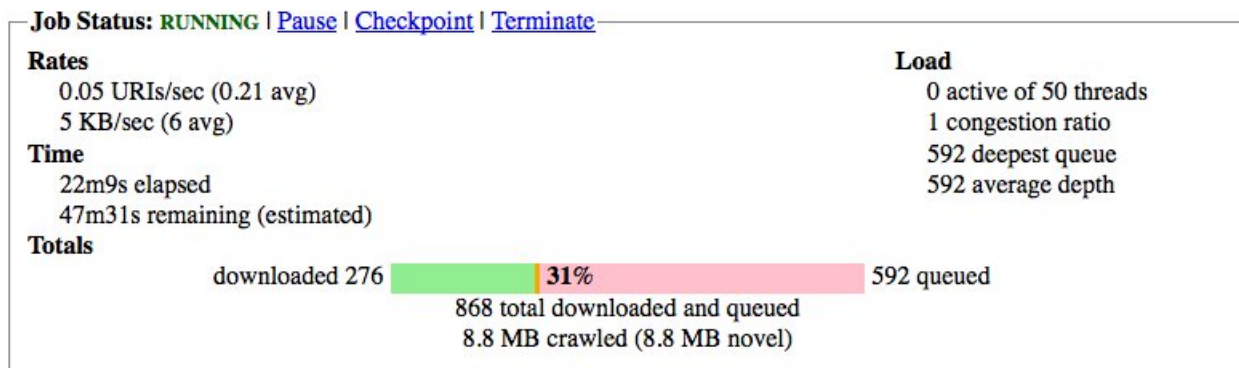 Job Status: RUNNING | Pause | Checkpoint | Terminate
Rates
0.05 URIs/sec (0.21 avg)
5 KB/sec (6 avg)
Load
0 active of 50 threads
1 congestion ratio
592 deepest queue
592 average depth
Time
22m9s elapsed
47m31s remaining (estimated)
Totals
downloaded 276 31% 592 queued
868 total downloaded and queued
8.8 MB crawled (8.8 MB novel)